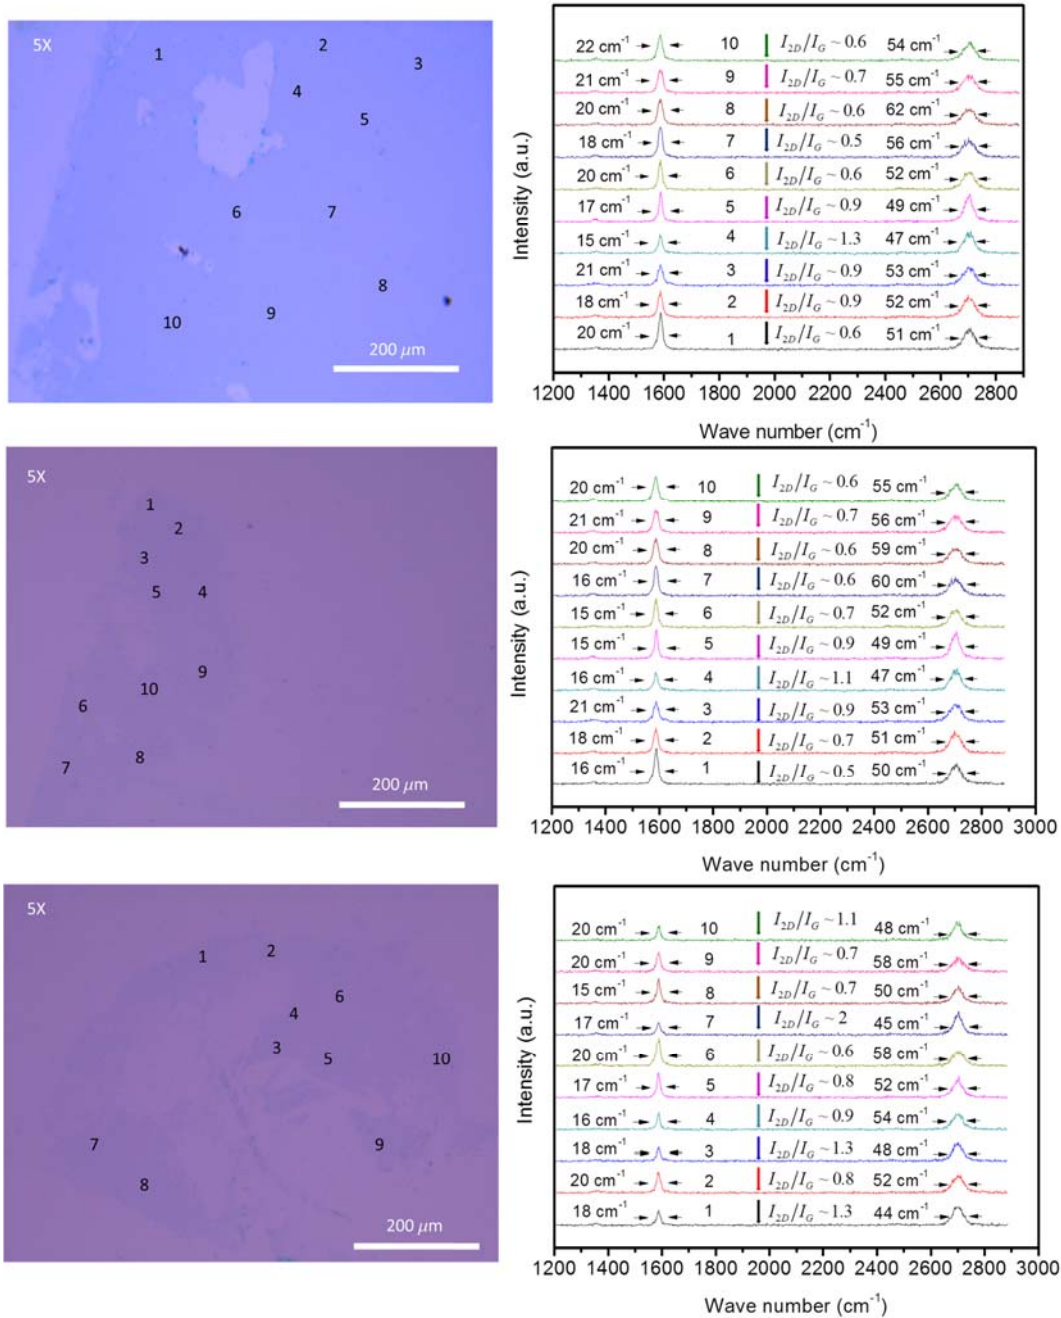 5X
1
2
3
4
5
6
7
8
9
10
200 μm
Intensity (a.u.)
22 cm⁻¹ 10 I2D/IG ~ 0.6 54 cm⁻¹
21 cm⁻¹ 9 I2D/IG ~ 0.7 55 cm⁻¹
20 cm⁻¹ 8 I2D/IG ~ 0.6 62 cm⁻¹
18 cm⁻¹ 7 I2D/IG ~ 0.5 56 cm⁻¹
20 cm⁻¹ 6 I2D/IG ~ 0.6 52 cm⁻¹
17 cm⁻¹ 5 I2D/IG ~ 0.9 49 cm⁻¹
15 cm⁻¹ 4 I2D/IG ~ 1.3 47 cm⁻¹
21 cm⁻¹ 3 I2D/IG ~ 0.9 53 cm⁻¹
18 cm⁻¹ 2 I2D/IG ~ 0.9 52 cm⁻¹
20 cm⁻¹ 1 I2D/IG ~ 0.6 51 cm⁻¹
1200 1400 1600 1800 2000 2200 2400 2600 2800
Wave number (cm⁻¹)
5X
1
2
3
5 4
9
10
6
8
7
200 μm
Intensity (a.u.)
20 cm⁻¹ 10 I2D/IG ~ 0.6 55 cm⁻¹
21 cm⁻¹ 9 I2D/IG ~ 0.7 56 cm⁻¹
20 cm⁻¹ 8 I2D/IG ~ 0.6 59 cm⁻¹
16 cm⁻¹ 7 I2D/IG ~ 0.6 60 cm⁻¹
15 cm⁻¹ 6 I2D/IG ~ 0.7 52 cm⁻¹
15 cm⁻¹ 5 I2D/IG ~ 0.9 49 cm⁻¹
16 cm⁻¹ 4 I2D/IG ~ 1.1 47 cm⁻¹
21 cm⁻¹ 3 I2D/IG ~ 0.9 53 cm⁻¹
18 cm⁻¹ 2 I2D/IG ~ 0.7 51 cm⁻¹
16 cm⁻¹ 1 I2D/IG ~ 0.5 50 cm⁻¹
1200 1400 1600 1800 2000 2200 2400 2600 2800 3000
Wave number (cm⁻¹)
5X
1 2
6
4
3 5 10
7 9
8
200 μm
Intensity (a.u.)
20 cm⁻¹ 10 I2D/IG ~ 1.1 48 cm⁻¹
20 cm⁻¹ 9 I2D/IG ~ 0.7 58 cm⁻¹
15 cm⁻¹ 8 I2D/IG ~ 0.7 50 cm⁻¹
17 cm⁻¹ 7 I2D/IG ~ 2 45 cm⁻¹
20 cm⁻¹ 6 I2D/IG ~ 0.6 58 cm⁻¹
17 cm⁻¹ 5 I2D/IG ~ 0.8 52 cm⁻¹
16 cm⁻¹ 4 I2D/IG ~ 0.9 54 cm⁻¹
18 cm⁻¹ 3 I2D/IG ~ 1.3 48 cm⁻¹
20 cm⁻¹ 2 I2D/IG ~ 0.8 52 cm⁻¹
18 cm⁻¹ 1 I2D/IG ~ 1.3 44 cm⁻¹
1200 1400 1600 1800 2000 2200 2400 2600 2800 3000
Wave number (cm⁻¹)